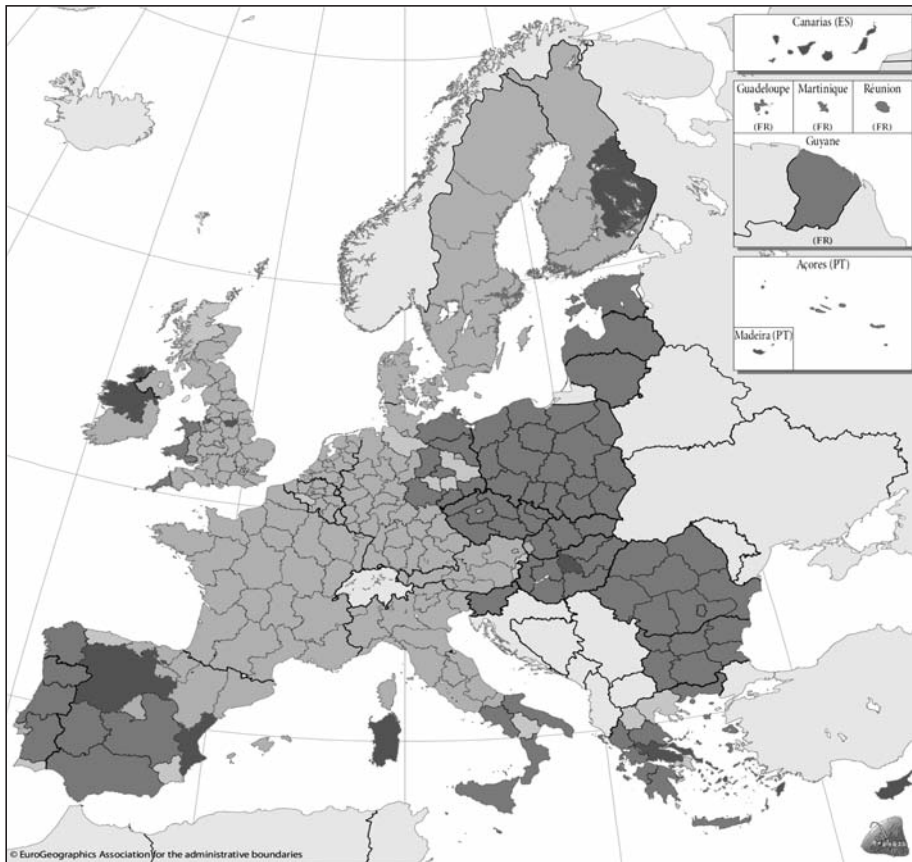 Canarias (ES)
Guadeloupe Martinique Réunion
(FR) (FR) (FR)
Guyane
(FR)
Açores (PT)
Madeira (PT)
© EuroGeographics Association for the administrative boundaries